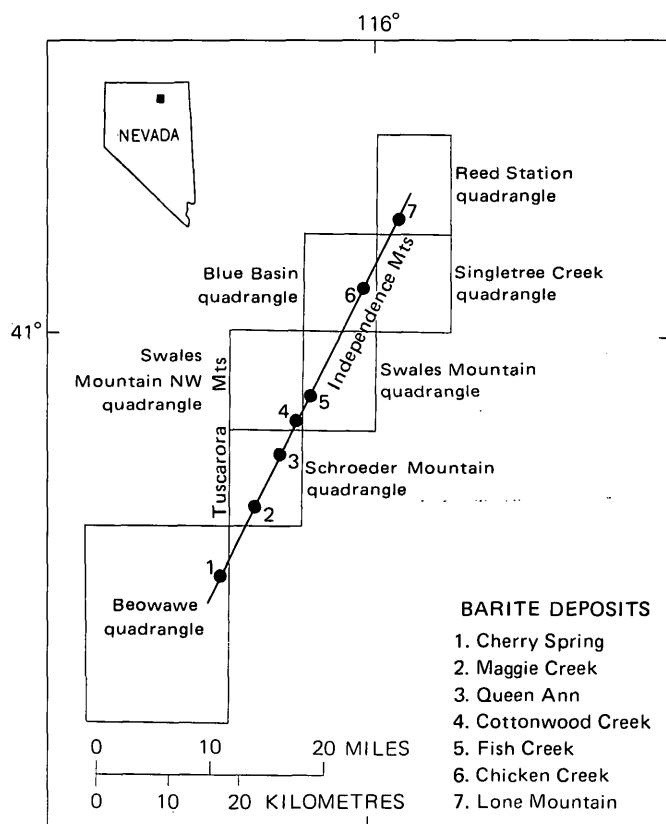 116°
NEVADA
Reed Station
quadrangle
7
Blue Basin
quadrangle
6
Independence Mts
Singletree Creek
quadrangle
41°
Swales
Mountain NW
quadrangle
Tuscarora Mts
Swales Mountain
quadrangle
5
4
3
Schroeder Mountain
quadrangle
2
1
Beowawe
quadrangle
BARITE DEPOSITS
1. Cherry Spring
2. Maggie Creek
3. Queen Ann
4. Cottonwood Creek
5. Fish Creek
6. Chicken Creek
7. Lone Mountain
0 10 20 MILES
0 10 20 KILOMETRES